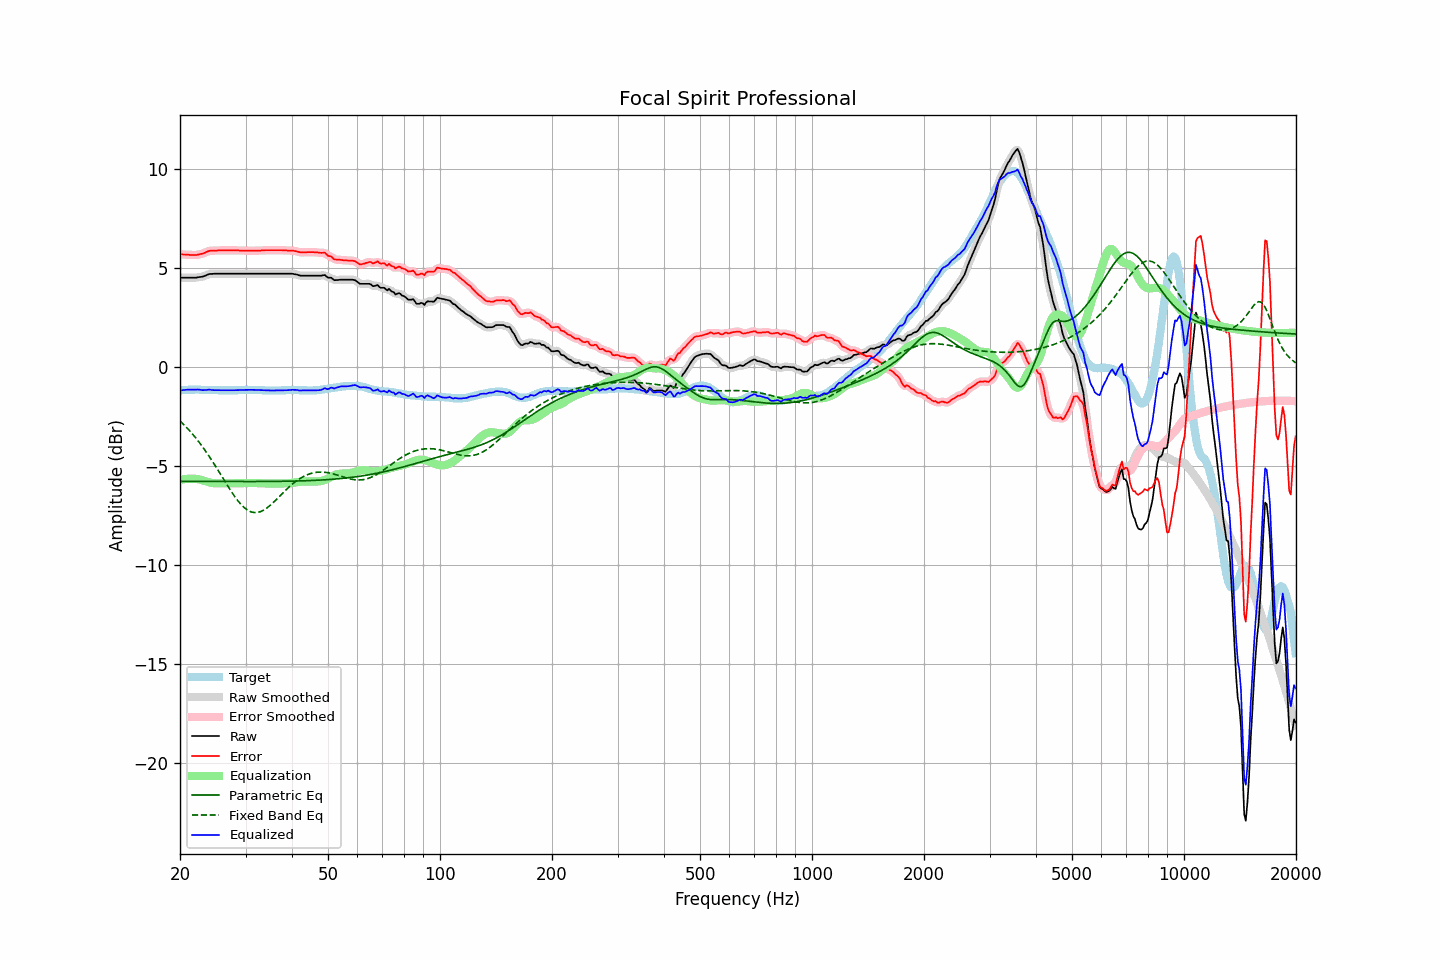 Focal Spirit Professional
Amplitude (dBr)
10
5
0
−5
−10
−15
−20
Target
Raw Smoothed
Error Smoothed
Raw
Error
Equalization
Parametric Eq
Fixed Band Eq
Equalized
20 50 100 200 500 1000 2000 5000 10000 20000
Frequency (Hz)